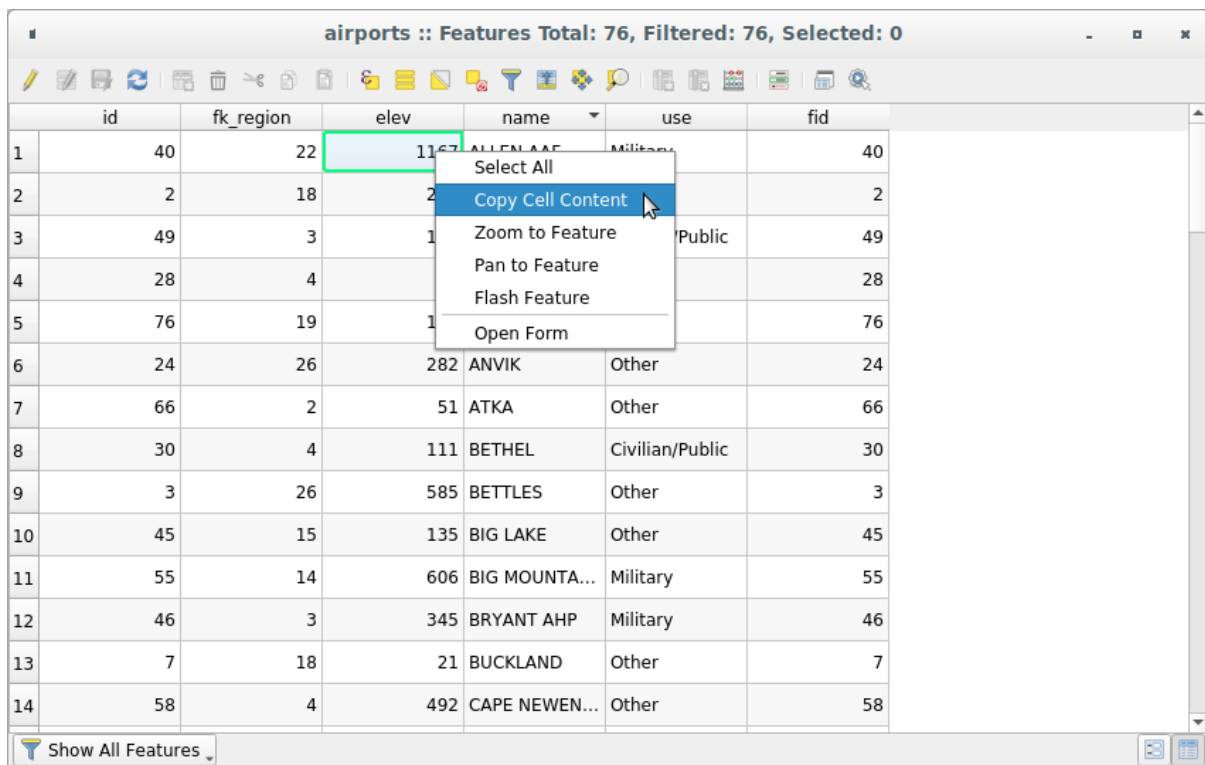 airports :: Features Total: 76, Filtered: 76, Selected: 0
id fk_region elev name use fid
1 40 22 1167 ALLEN AAF Military 40
Select All
2 18 2
2
Copy Cell Content
3 49 3 1 /Public 49
Zoom to Feature
4 28 4 28
Pan to Feature
Flash Feature
5 76 19 1 76
Open Form
6 24 26 282 ANVIK Other 24
7 66 2 51 ATKA Other 66
8 30 4 111 BETHEL Civilian/Public 30
9 3 26 585 BETTLES Other 3
10 45 15 135 BIG LAKE Other 45
11 55 14 606 BIG MOUNTA... Military 55
12 46 3 345 BRYANT AHP Military 46
13 7 18 21 BUCKLAND Other 7
14 58 4 492 CAPE NEWEN... Other 58
Show All Features